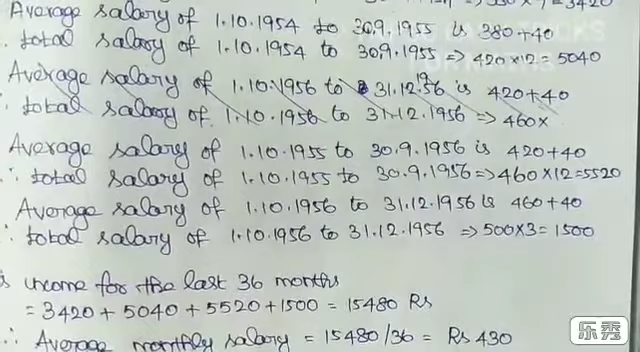 380 × 9 = 3420
Average salary of 1.10.1954 to 30.9.1955 is 380+40
∴ total salary of 1.10.1954 to 30.9.1955 ⇒ 420×12 = 5040
Average salary of 1.10.1956 to 31.12.56 is 420+40
∴ total salary of 1.10.1956 to 31.12.1956 ⇒ 460×
Average salary of 1.10.1955 to 30.9.1956 is 420+40
∴ total salary of 1.10.1955 to 30.9.1956 ⇒ 460×12=5520
Average salary of 1.10.1956 to 31.12.1956 is 460+40
∴ total salary of 1.10.1956 to 31.12.1956 ⇒ 500×3 = 1500
income for the last 36 months
= 3420 + 5040 + 5520 + 1500 = 15480 Rs
∴ Average monthly salary = 15480/36 = Rs 430
乐秀